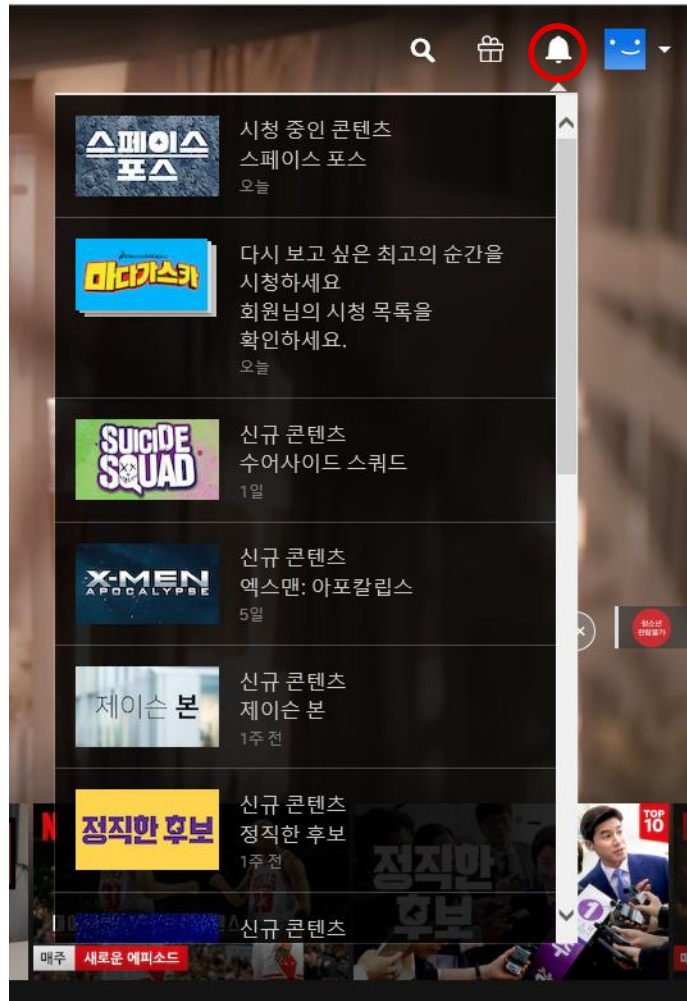 스페이스
포스
시청 중인 콘텐츠
스페이스 포스
오늘
마다가스카
다시 보고 싶은 최고의 순간을
시청하세요
회원님의 시청 목록을
확인하세요.
오늘
SUICIDE
SQUAD
신규 콘텐츠
수어사이드 스쿼드
1일
X-MEN
APOCALYPSE
신규 콘텐츠
엑스맨: 아포칼립스
5일
청소년
관람불가
제이슨 본
신규 콘텐츠
제이슨 본
1주 전
정직한 후보
신규 콘텐츠
정직한 후보
1주 전
N
TOP
10
정직한
후보
신규 콘텐츠
매주 새로운 에피소드